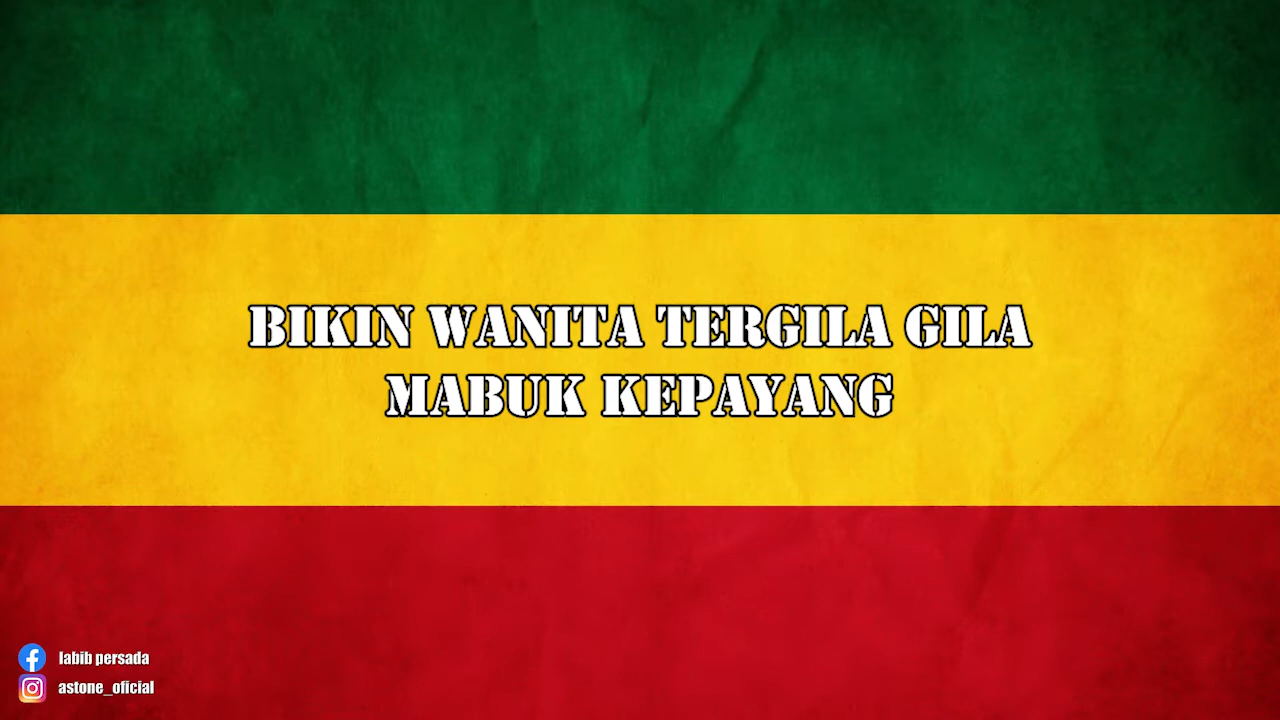 BIKIN WANITA TERGILA GILA
MABUK KEPAYANG
labib persada
astone_oficial